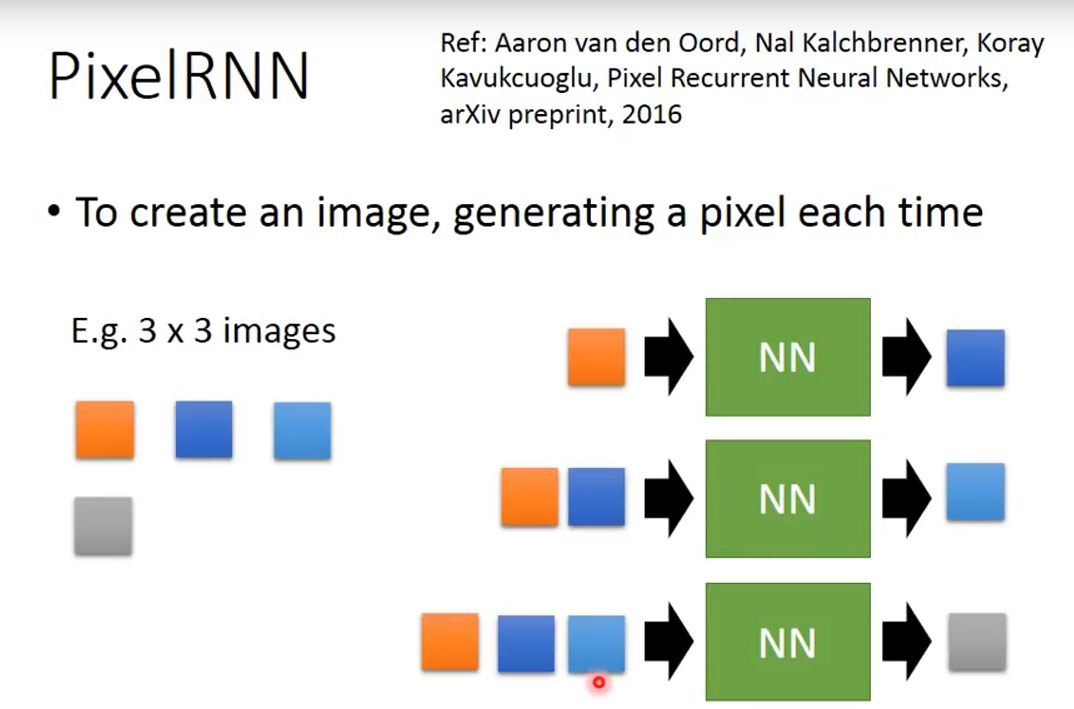 PixelRNN
Ref: Aaron van den Oord, Nal Kalchbrenner, Koray
Kavukcuoglu, Pixel Recurrent Neural Networks,
arXiv preprint, 2016
• To create an image, generating a pixel each time
E.g. 3 x 3 images
NN
NN
NN